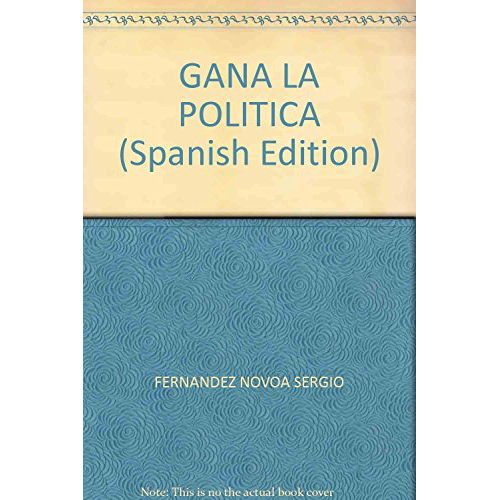 GANA LA
POLITICA
(Spanish Edition)
FERNANDEZ NOVOA SERGIO
Note: This is no the actual book cover